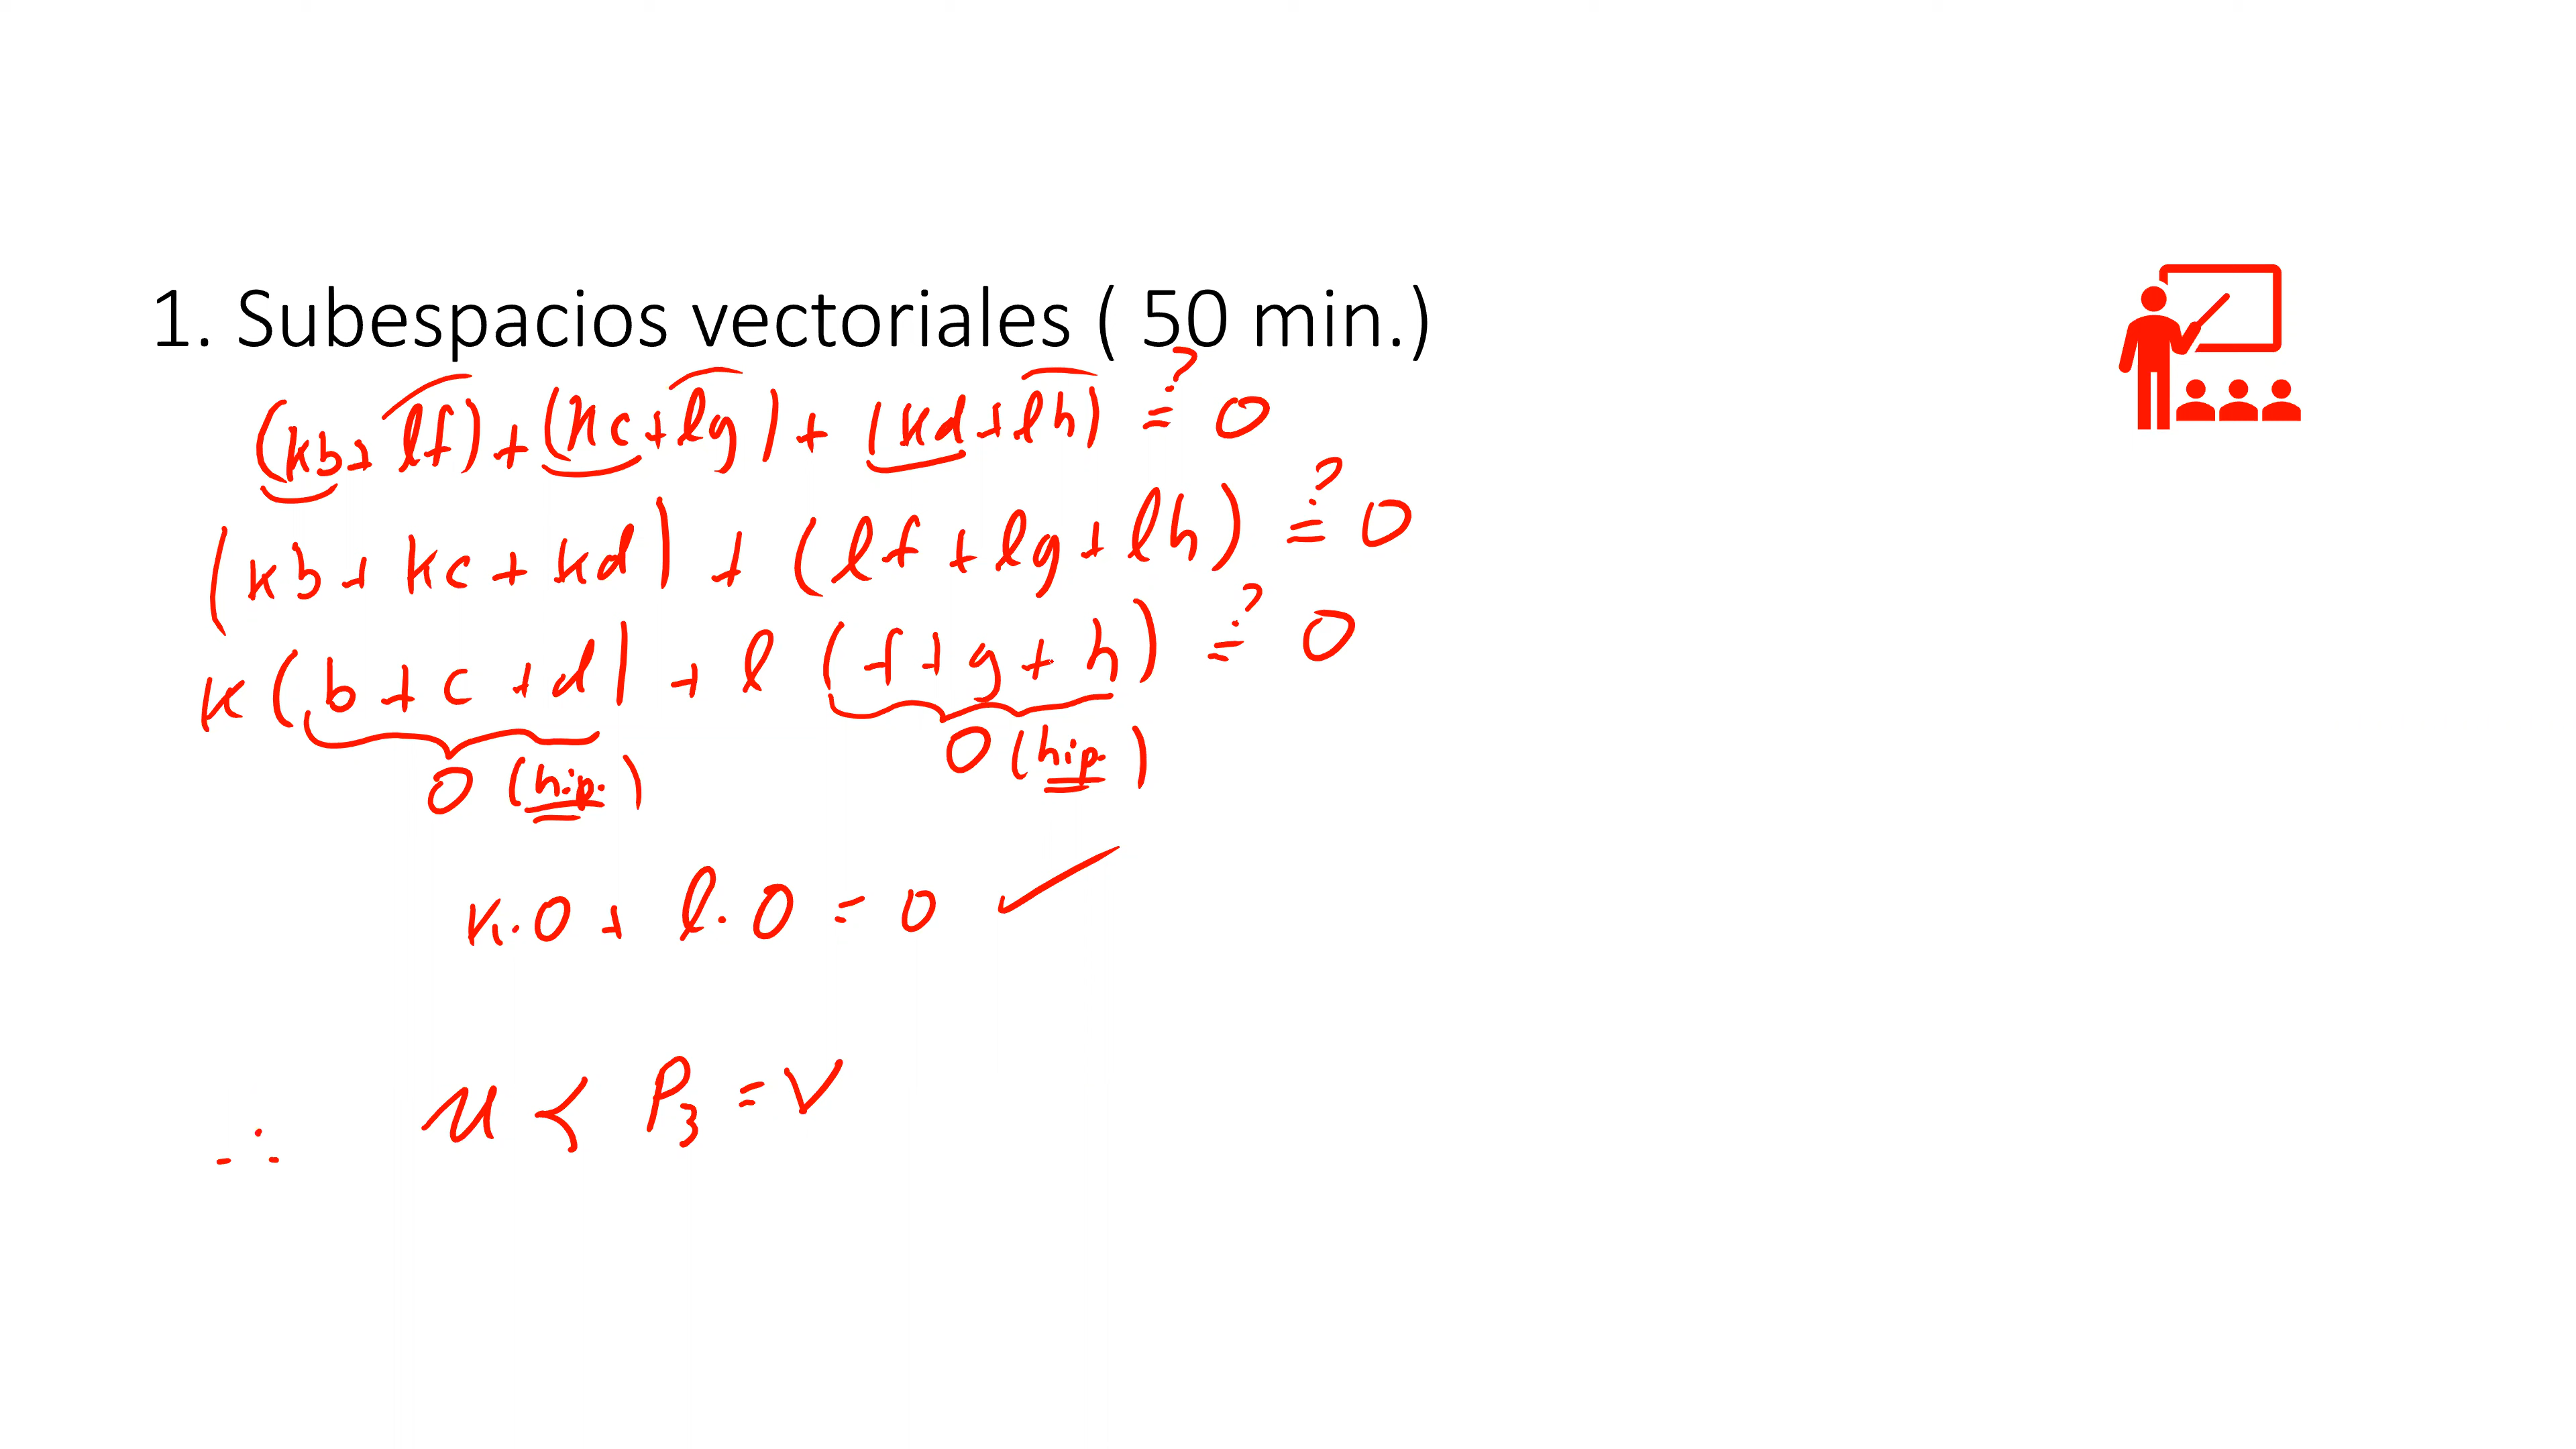 1. Subespacios vectoriales ( 50 min.)
(kb+lf)+(kc+lg)+(kd+lh) ≟ 0
(kb+kc+kd)+(lf+lg+lh) ≟ 0
k(b+c+d)+l(f+g+h) ≟ 0
0 (hip.) 0 (hip.)
k·0+l·0=0 ✓
∴ U < P₃ = V